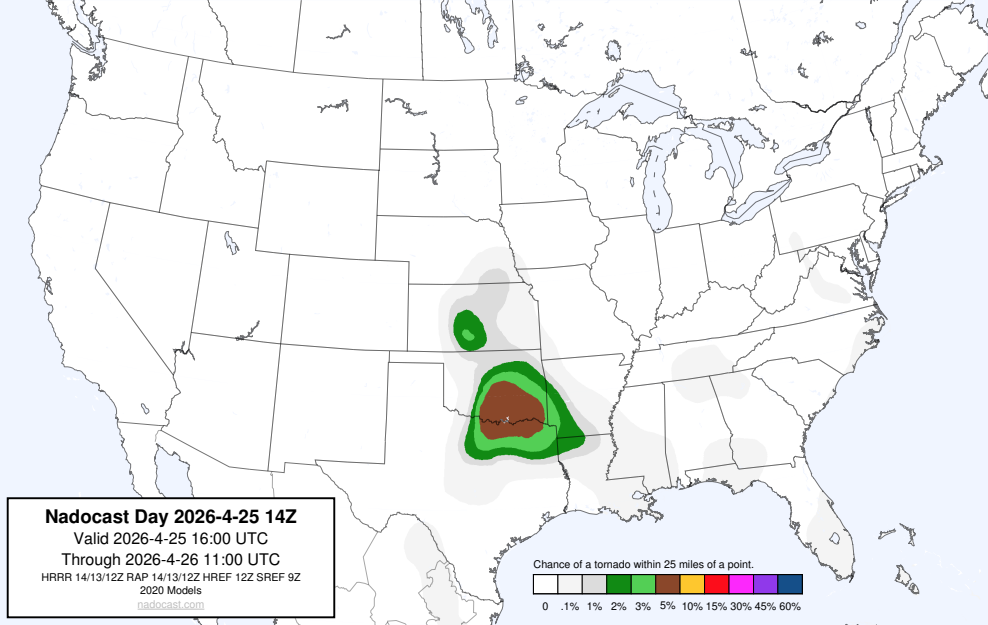 Nadocast Day 2026-4-25 14Z
Valid 2026-4-25 16:00 UTC
Through 2026-4-26 11:00 UTC
HRRR 14/13/12Z RAP 14/13/12Z HREF 12Z SREF 9Z
2020 Models
nadocast.com
Chance of a tornado within 25 miles of a point.
0 .1% 1% 2% 3% 5% 10% 15% 30% 45% 60%